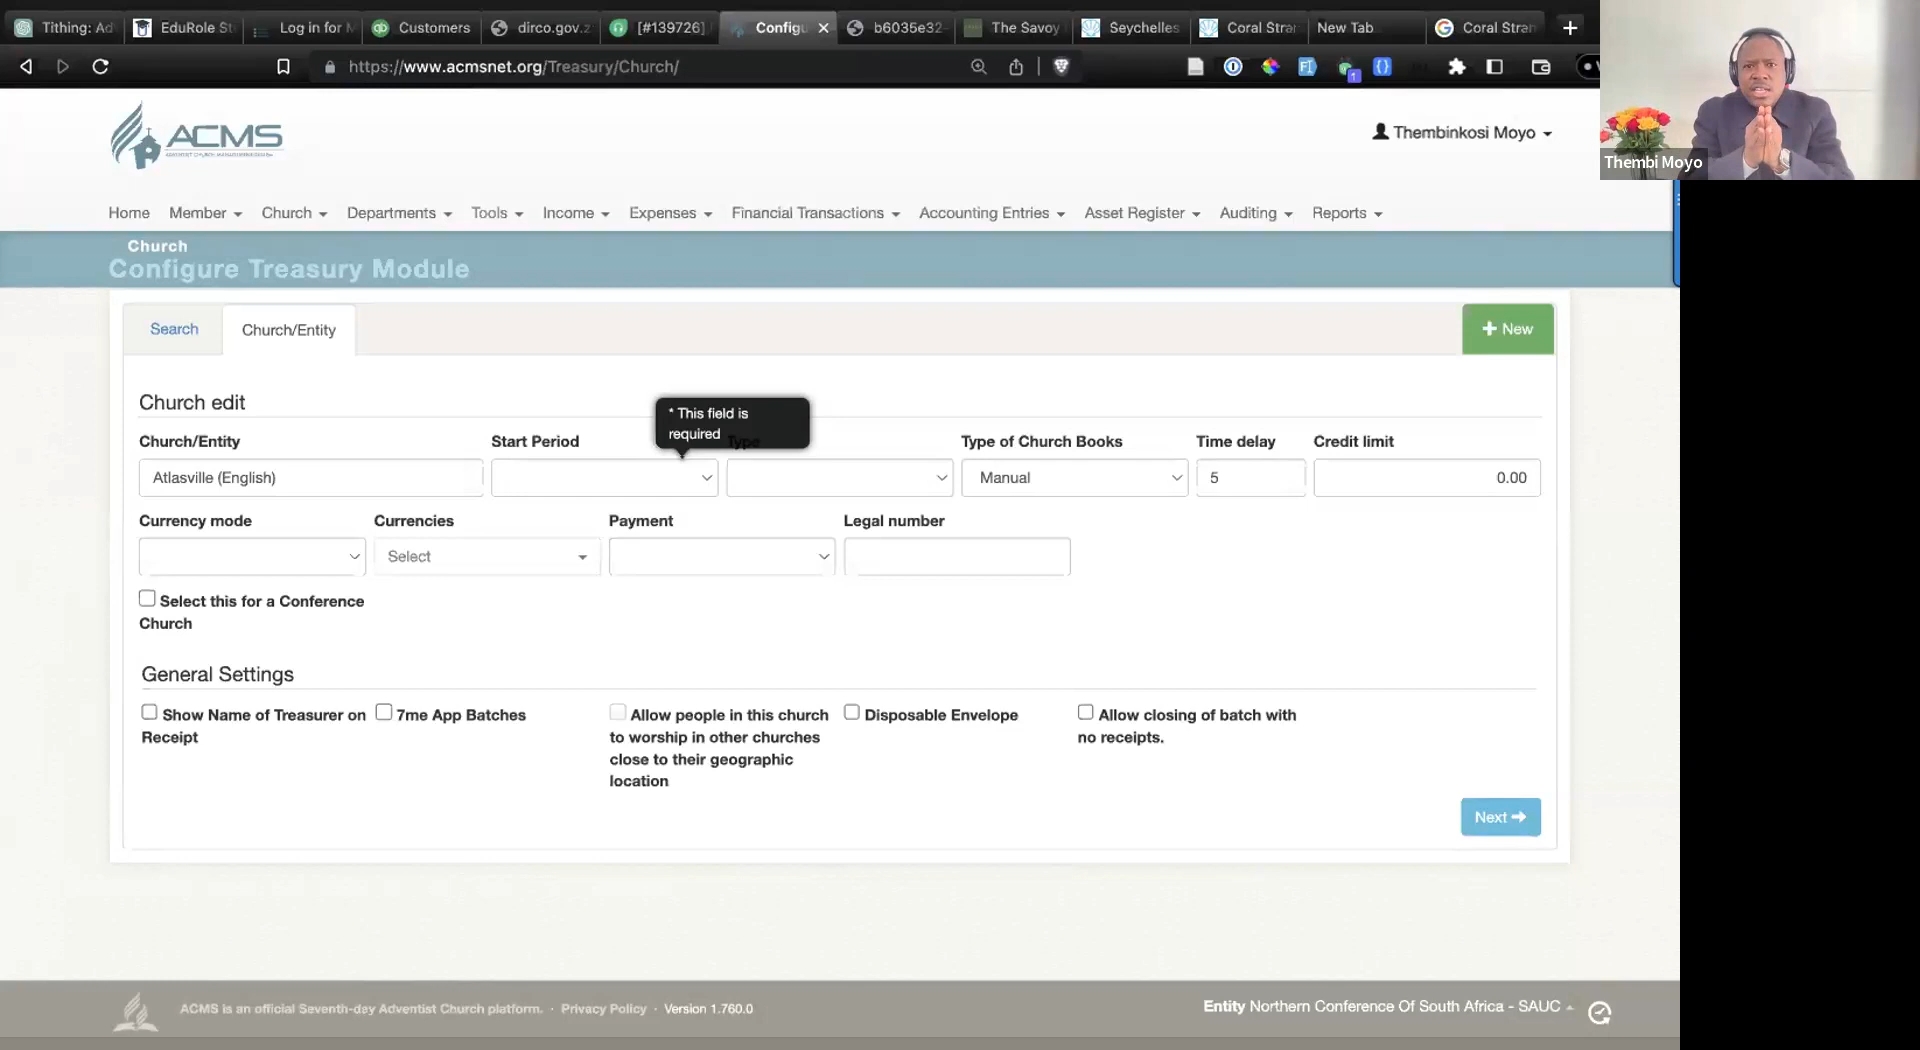 Tithing: Ad
EduRole St
Log in for M
Customers
dirco.gov.z
[#139726]
Configu
b6035e32-
The Savoy
Seychelles
Coral Stran
New Tab
Coral Stran
https://www.acmsnet.org/Treasury/Church/
1
Thembi Moyo
ACMS
Thembinkosi Moyo
Home Member Church Departments Tools Income Expenses Financial Transactions Accounting Entries Asset Register Auditing Reports
Church
Configure Treasury Module
Search
Church/Entity
New
Church edit
* This field is
required
Church/Entity
Start Period
Type
Type of Church Books
Time delay
Credit limit
Atlasville (English)
Manual
5
0.00
Currency mode
Currencies
Payment
Legal number
Select
Select this for a Conference
Church
General Settings
Show Name of Treasurer on
Receipt
7me App Batches
Allow people in this church
to worship in other churches
close to their geographic
location
Disposable Envelope
Allow closing of batch with
no receipts.
Next
ACMS is an official Seventh-day Adventist Church platform. · Privacy Policy · Version 1.760.0
Entity Northern Conference Of South Africa - SAUC